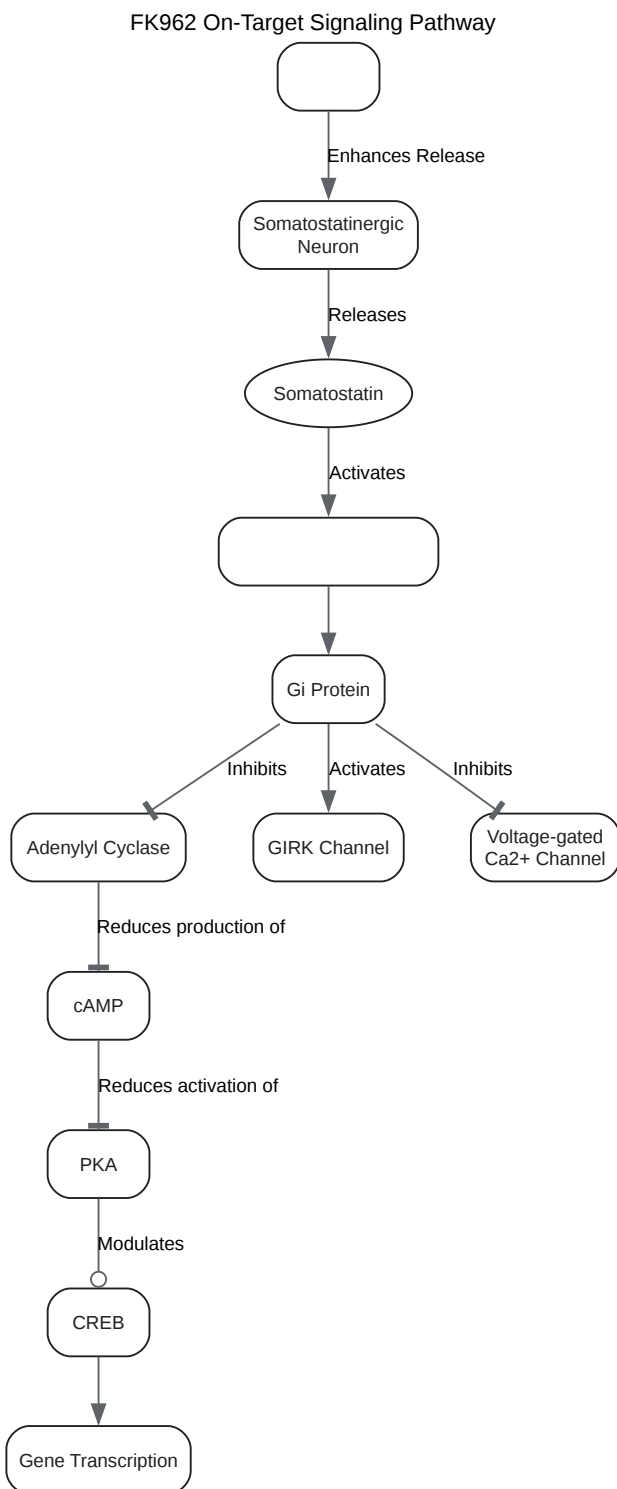 FK962 On-Target Signaling Pathway
Enhances Release
Somatostatinergic
Neuron
Releases
Somatostatin
Activates
Gi Protein
Inhibits
Activates
Inhibits
Adenylyl Cyclase
GIRK Channel
Voltage-gated
Ca2+ Channel
Reduces production of
cAMP
Reduces activation of
PKA
Modulates
CREB
Gene Transcription